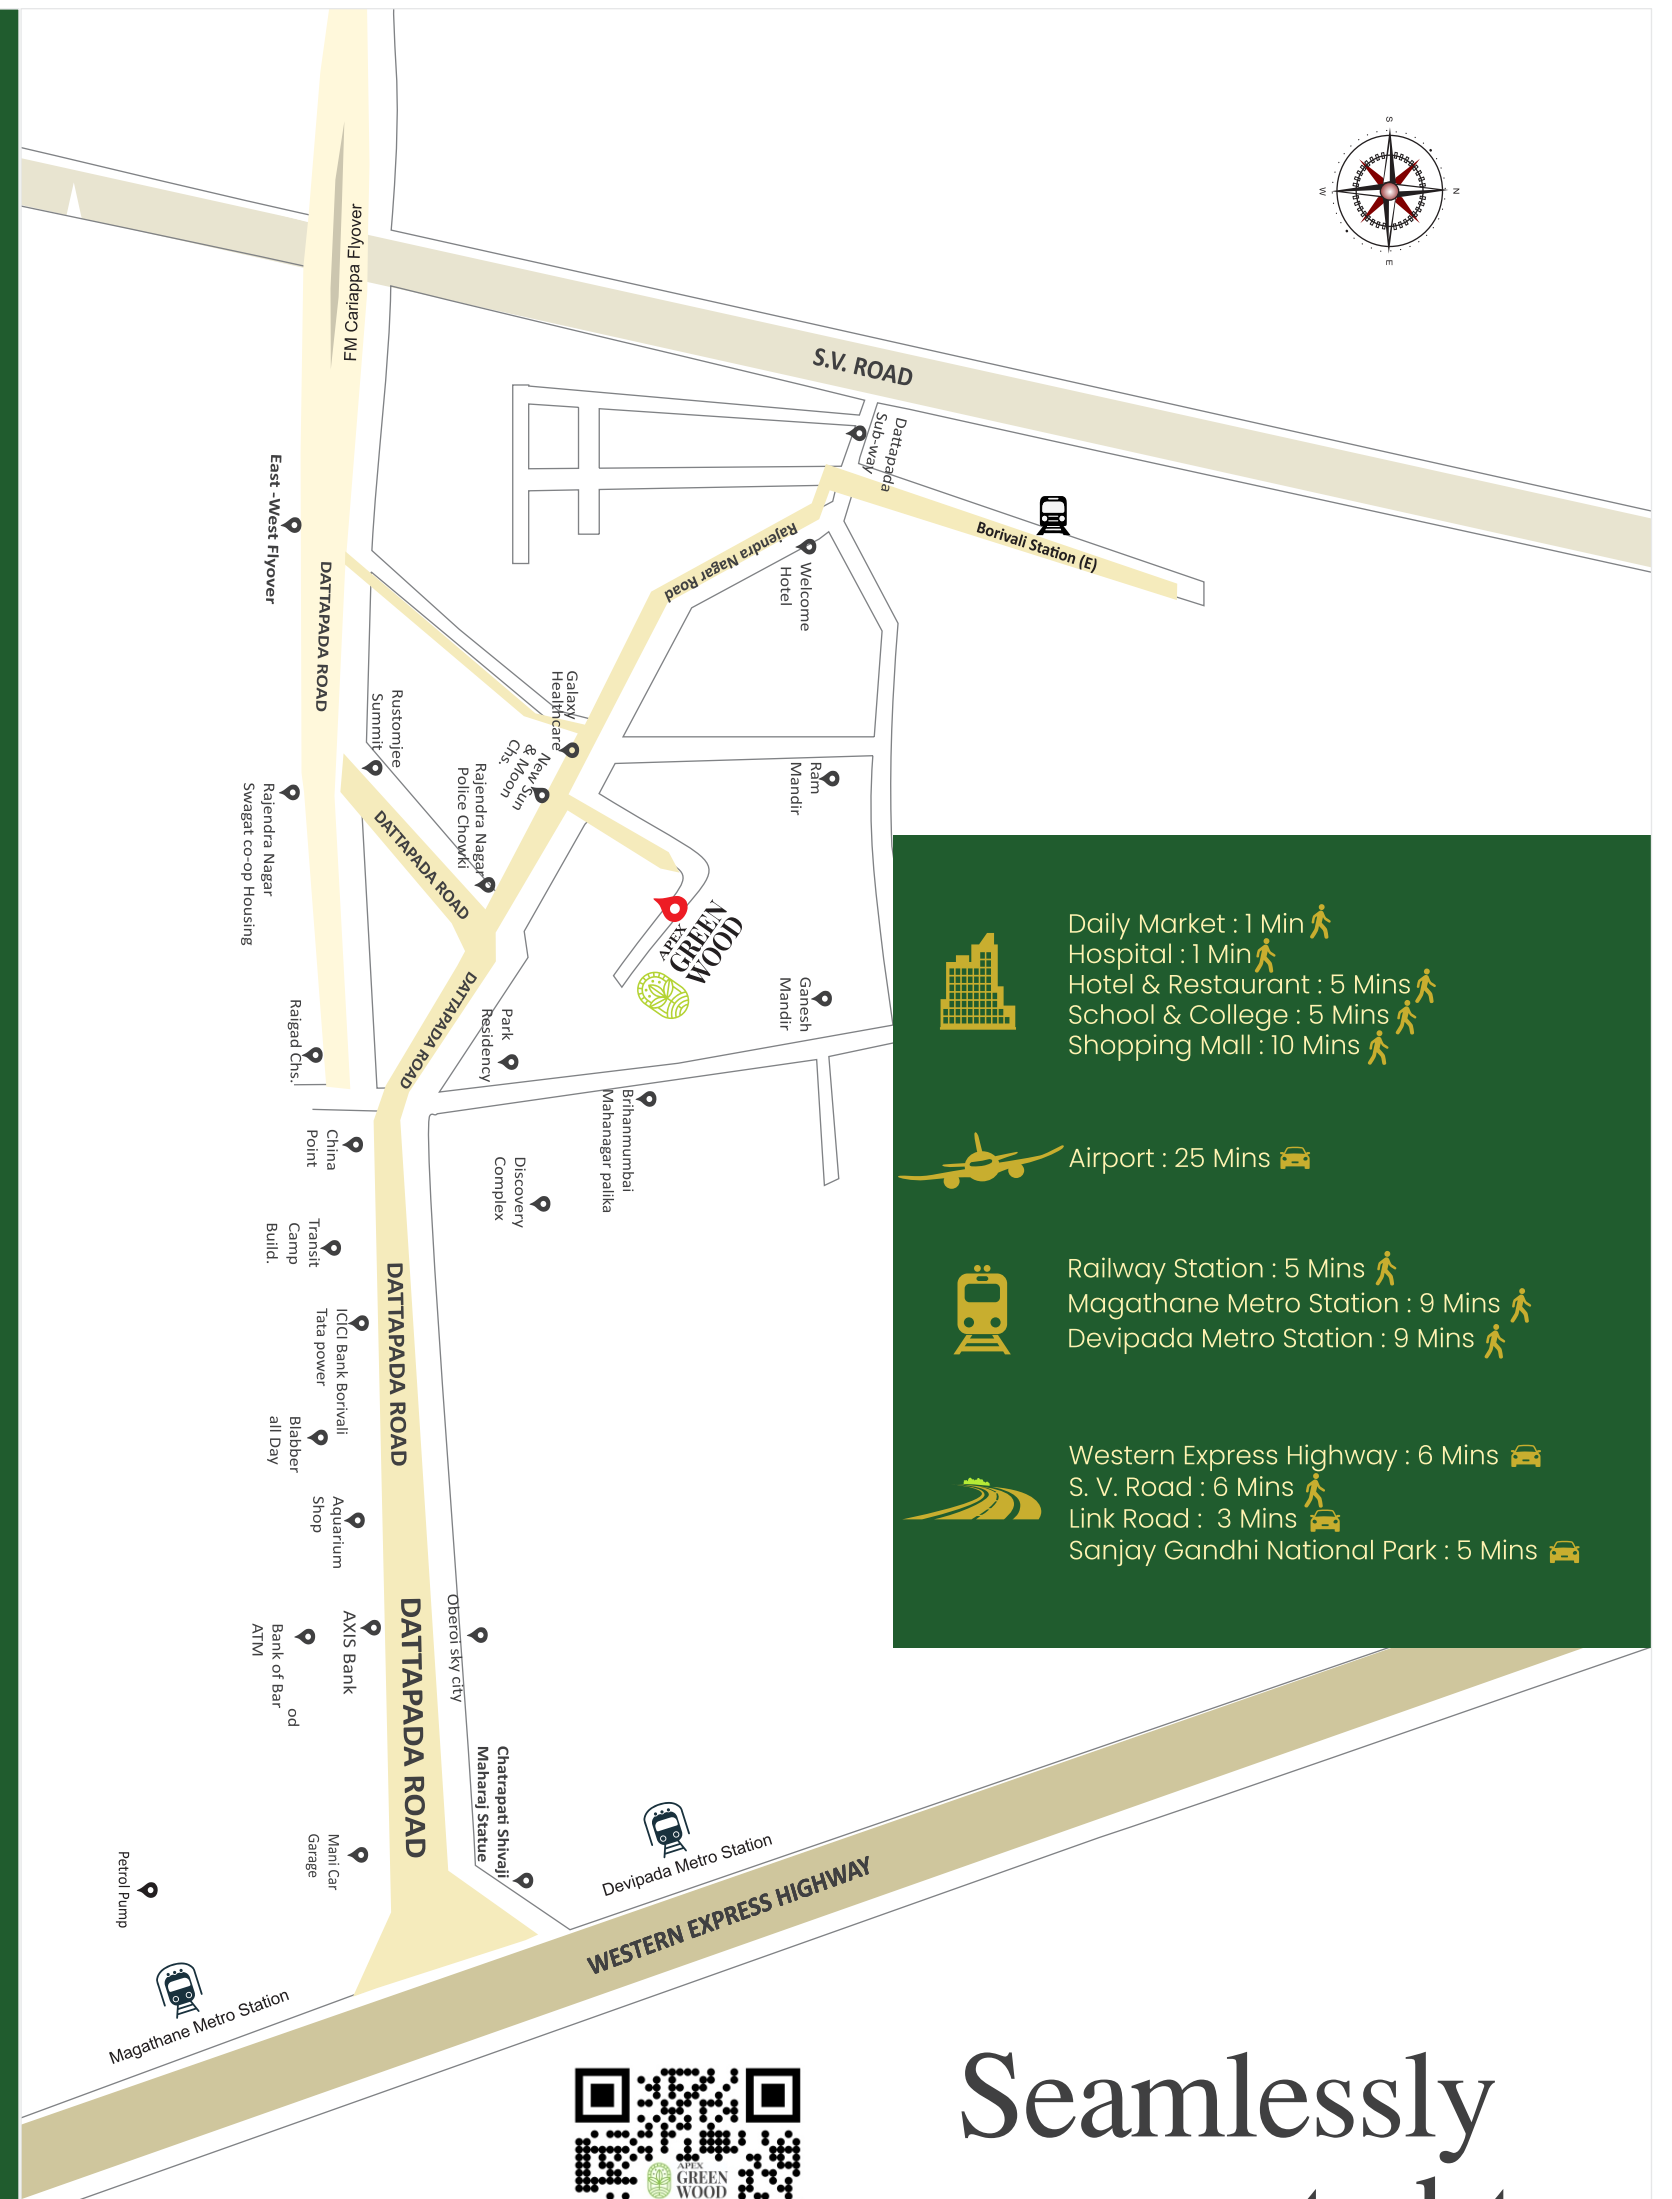 S
N
W
E
FM Cariappa Flyover
S.V. ROAD
Dattapada
Sub-way
Borivali Station (E)
East -West Flyover
DATTAPADA ROAD
Rajendra Nagar Road
Welcome
Hotel
Galaxy
Healthcare
New Sun
& Moon
Chs.
Rustomjee
Summit
Rajendra Nagar
Police Chowki
Ram
Mandir
Rajendra Nagar
Swagat co-op Housing
DATTAPADA ROAD
APEX
GREEN
WOOD
Ganesh
Mandir
DATTAPADA ROAD
Park
Residency
Raigad Chs.
Brihanmumbai
Mahanagar palika
China
Point
Discovery
Complex
Transit
Camp
Build.
DATTAPADA ROAD
ICICI Bank Borivali
Tata power
Blabber
all Day
Aquarium
Shop
AXIS Bank
Bank of Bar od
ATM
DATTAPADA ROAD
Oberoi sky city
Chatrapati Shivaji
Maharaj Statue
Mani Car
Garage
Petrol Pump
Devipada Metro Station
WESTERN EXPRESS HIGHWAY
Magathane Metro Station
Daily Market : 1 Min
Hospital : 1 Min
Hotel & Restaurant : 5 Mins
School & College : 5 Mins
Shopping Mall : 10 Mins
Airport : 25 Mins
Railway Station : 5 Mins
Magathane Metro Station : 9 Mins
Devipada Metro Station : 9 Mins
Western Express Highway : 6 Mins
S. V. Road : 6 Mins
Link Road : 3 Mins
Sanjay Gandhi National Park : 5 Mins
APEX
GREEN
WOOD
Seamlessly